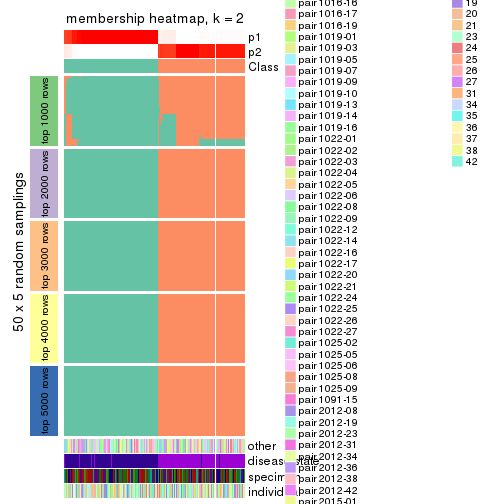 membership heatmap, k = 2
p1
p2
Class
50 x 5 random samplings
top 1000 rows
top 2000 rows
top 3000 rows
top 4000 rows
top 5000 rows
other
individ
pair1016-16
pair1016-17
pair1016-19
pair1019-01
pair1019-03
pair1019-05
pair1019-07
pair1019-09
pair1019-10
pair1019-13
pair1019-14
pair1019-16
pair1022-01
pair1022-02
pair1022-03
pair1022-04
pair1022-05
pair1022-06
pair1022-08
pair1022-09
pair1022-12
pair1022-14
pair1022-16
pair1022-17
pair1022-20
pair1022-21
pair1022-24
pair1022-25
pair1022-26
pair1022-27
pair1025-02
pair1025-05
pair1025-06
pair1025-08
pair1025-09
pair1091-15
pair2012-08
pair2012-19
pair2012-23
pair2012-31
pair2012-34
pair2012-36
pair2012-38
pair2012-42
pair2015-01
19
20
21
23
24
25
26
27
31
34
35
36
37
38
42